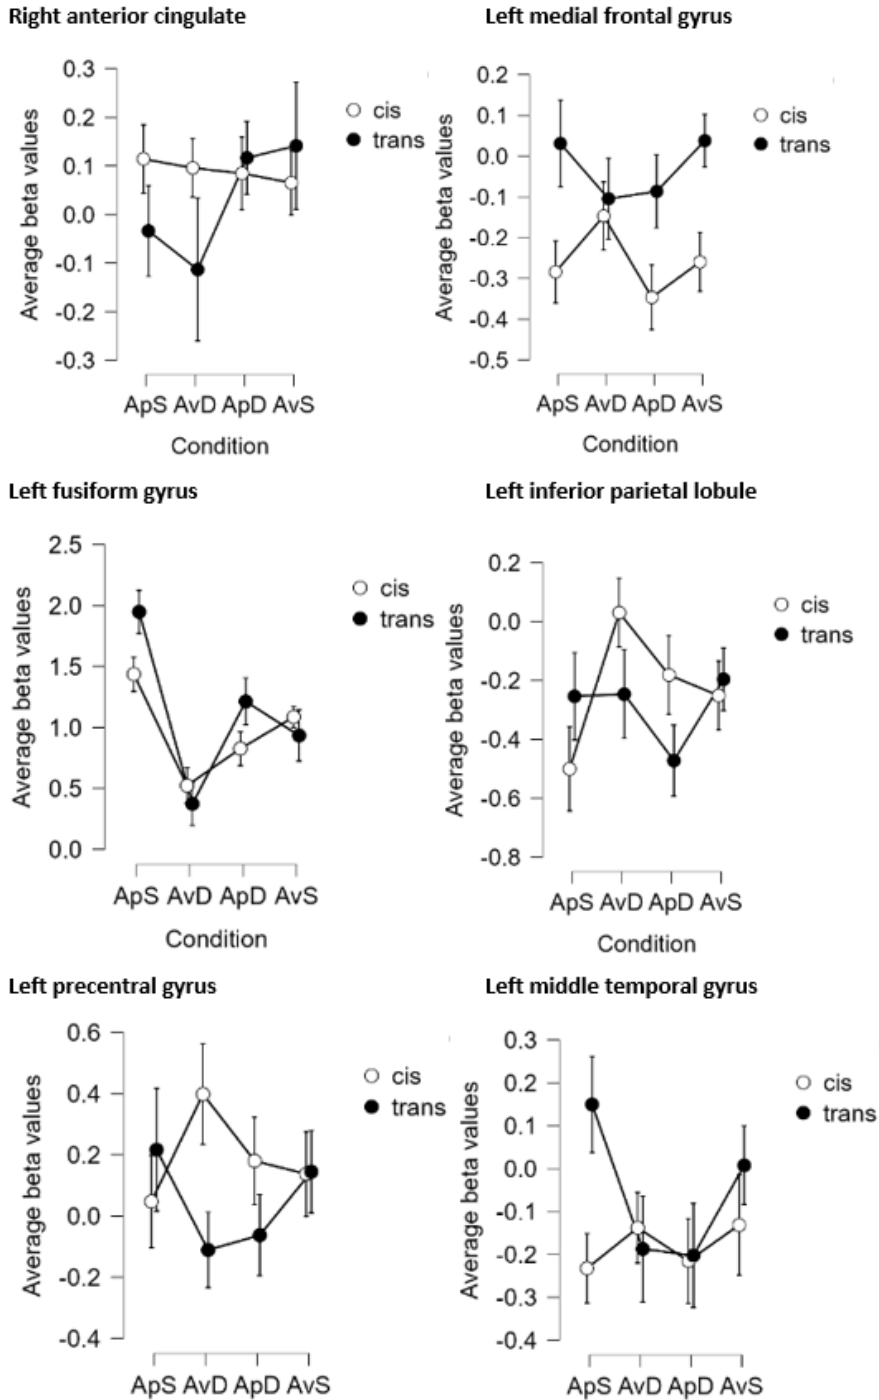 Right anterior cingulate
0.3
0.2
0.1
0.0
-0.1
-0.2
-0.3
Average beta values
cis
trans
ApS AvD ApD AvS
Condition
Left medial frontal gyrus
0.2
0.1
0.0
-0.1
-0.2
-0.3
-0.4
-0.5
Average beta values
cis
trans
ApS AvD ApD AvS
Condition
Left fusiform gyrus
2.5
2.0
1.5
1.0
0.5
0.0
Average beta values
cis
trans
ApS AvD ApD AvS
Condition
Left inferior parietal lobule
0.2
0.0
-0.2
-0.4
-0.6
-0.8
Average beta values
cis
trans
ApS AvD ApD AvS
Condition
Left precentral gyrus
0.6
0.4
0.2
0.0
-0.2
-0.4
Average beta values
cis
trans
ApS AvD ApD AvS
Left middle temporal gyrus
0.3
0.2
0.1
0.0
-0.1
-0.2
-0.3
-0.4
Average beta values
cis
trans
ApS AvD ApD AvS